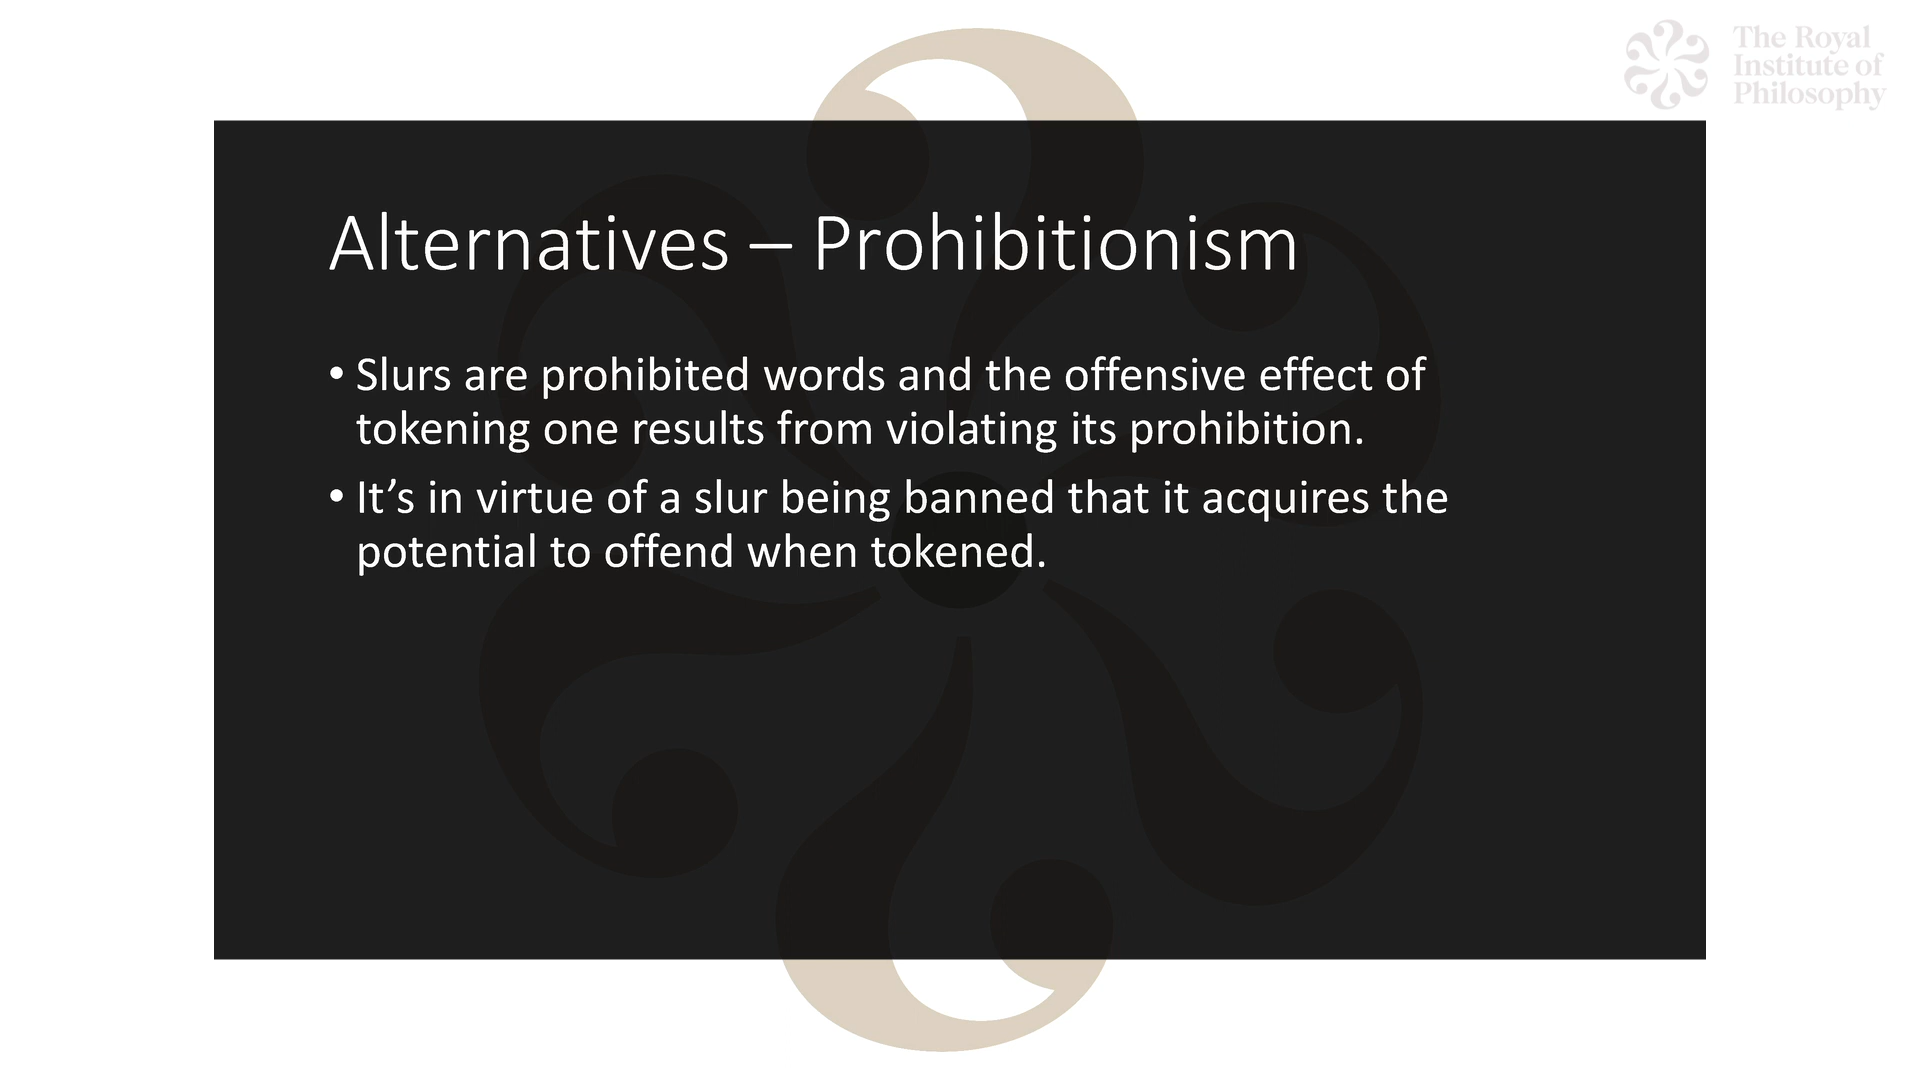 The Royal
Institute of
Philosophy
Alternatives – Prohibitionism
• Slurs are prohibited words and the offensive effect of
tokening one results from violating its prohibition.
• It’s in virtue of a slur being banned that it acquires the
potential to offend when tokened.